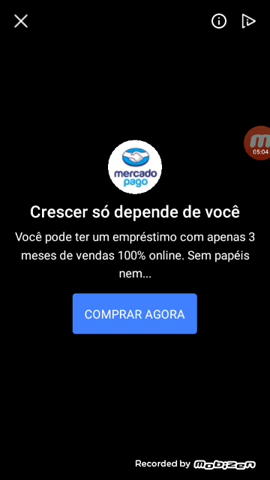 05:04
mercado
pago
Crescer só depende de você
Você pode ter um empréstimo com apenas 3
meses de vendas 100% online. Sem papéis
nem...
COMPRAR AGORA
Recorded by mobizen